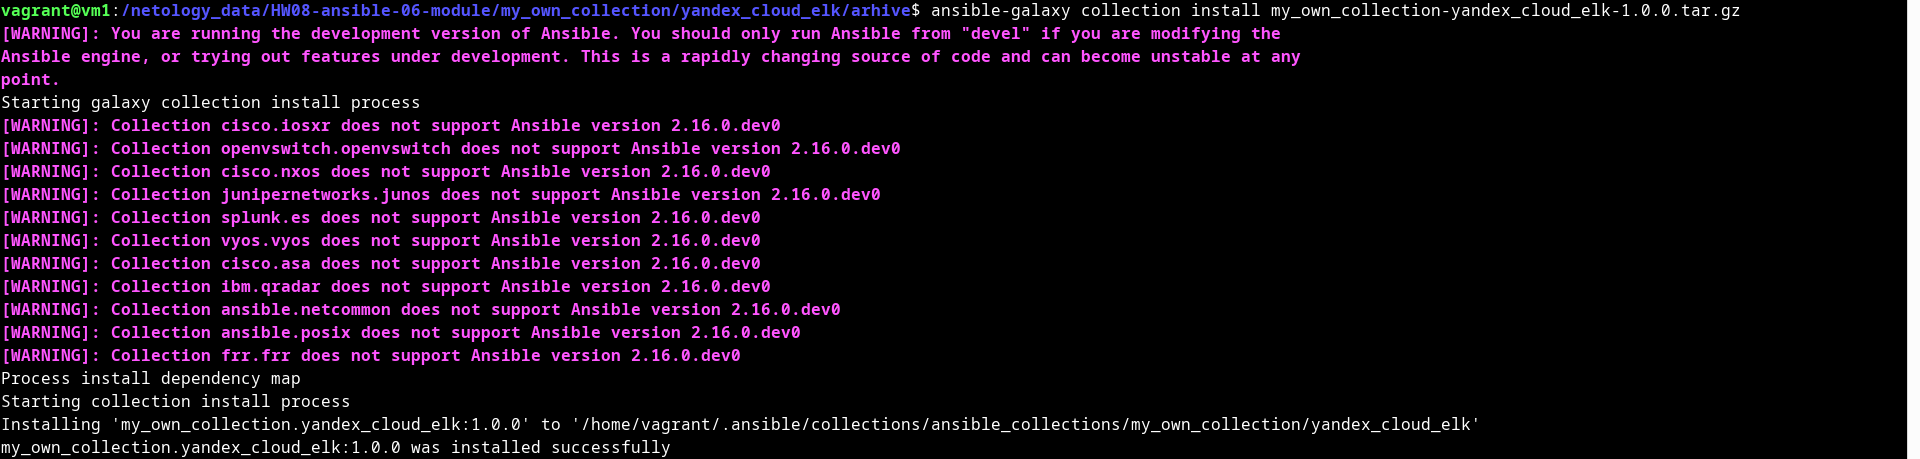 vagrant@vm1:/netology_data/HW08-ansible-06-module/my_own_collection/yandex_cloud_elk/arhive$ ansible-galaxy collection install my_own_collection-yandex_cloud_elk-1.0.0.tar.gz
[WARNING]: You are running the development version of Ansible. You should only run Ansible from "devel" if you are modifying the
Ansible engine, or trying out features under development. This is a rapidly changing source of code and can become unstable at any
point.
Starting galaxy collection install process
[WARNING]: Collection cisco.iosxr does not support Ansible version 2.16.0.dev0
[WARNING]: Collection openvswitch.openvswitch does not support Ansible version 2.16.0.dev0
[WARNING]: Collection cisco.nxos does not support Ansible version 2.16.0.dev0
[WARNING]: Collection junipernetworks.junos does not support Ansible version 2.16.0.dev0
[WARNING]: Collection splunk.es does not support Ansible version 2.16.0.dev0
[WARNING]: Collection vyos.vyos does not support Ansible version 2.16.0.dev0
[WARNING]: Collection cisco.asa does not support Ansible version 2.16.0.dev0
[WARNING]: Collection ibm.qradar does not support Ansible version 2.16.0.dev0
[WARNING]: Collection ansible.netcommon does not support Ansible version 2.16.0.dev0
[WARNING]: Collection ansible.posix does not support Ansible version 2.16.0.dev0
[WARNING]: Collection frr.frr does not support Ansible version 2.16.0.dev0
Process install dependency map
Starting collection install process
Installing 'my_own_collection.yandex_cloud_elk:1.0.0' to '/home/vagrant/.ansible/collections/ansible_collections/my_own_collection/yandex_cloud_elk'
my_own_collection.yandex_cloud_elk:1.0.0 was installed successfully